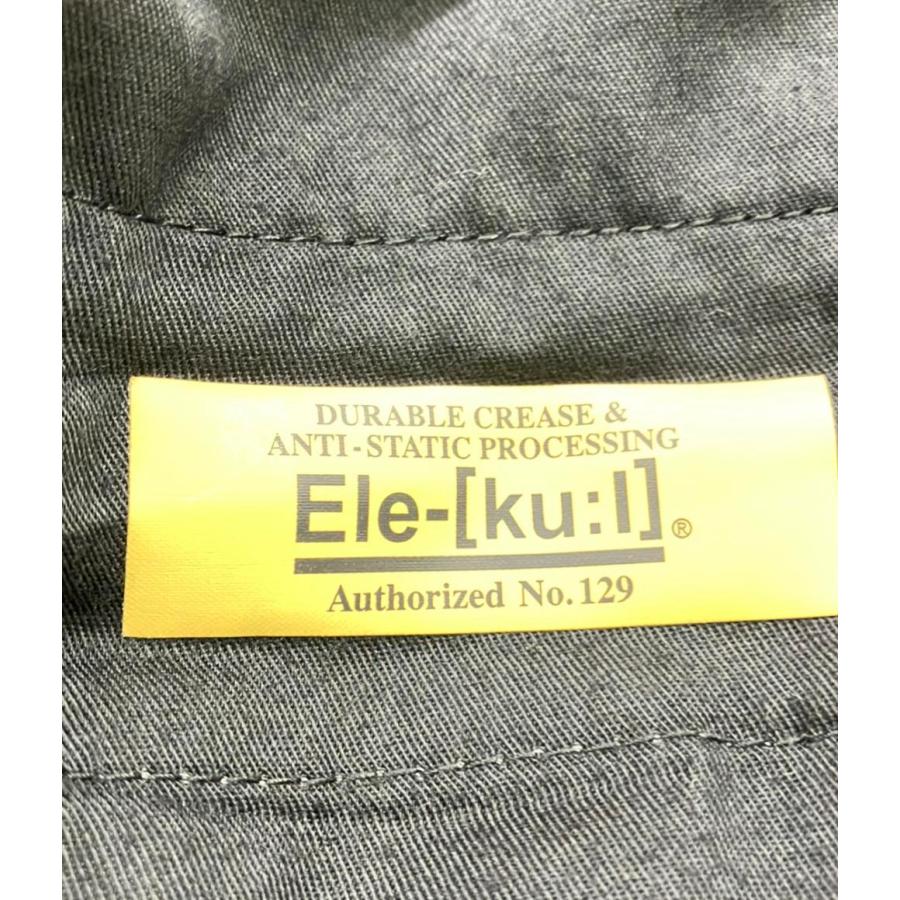 DURABLE CREASE &
ANTI-STATIC PROCESSING
Ele-[ku:l]®
Authorized No.129